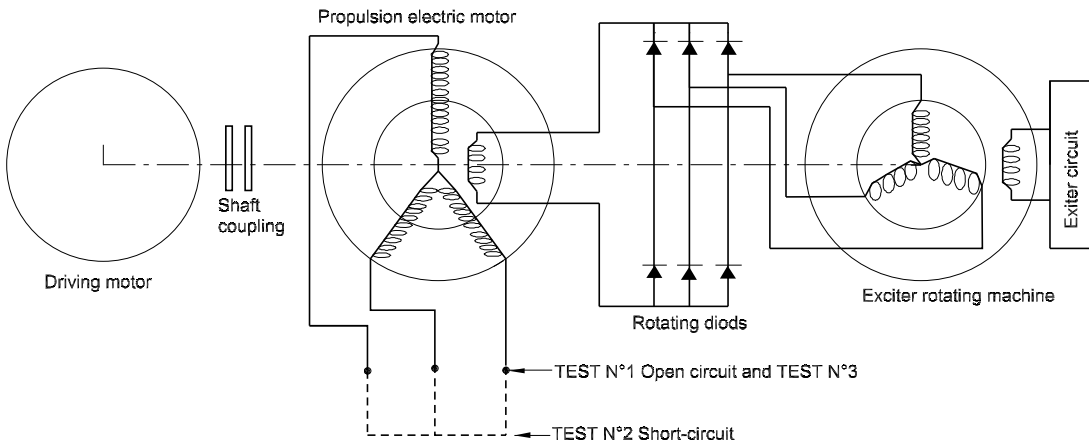 Propulsion electric motor
Shaft
coupling
Driving motor
Exiter circuit
Exciter rotating machine
Rotating diods
TEST N°1 Open circuit and TEST N°3
TEST N°2 Short-circuit